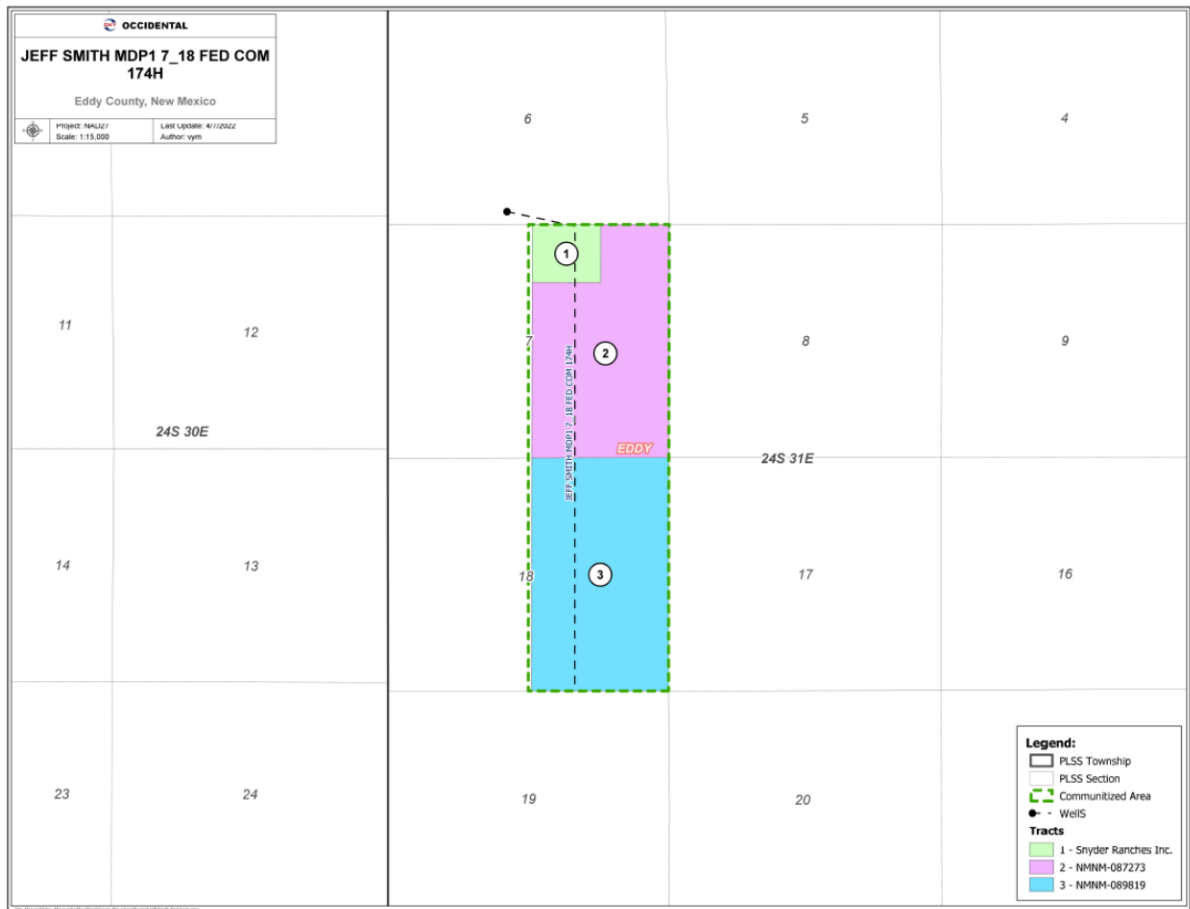 OCCIDENTAL
JEFF SMITH MDP1 7_18 FED COM
174H
Eddy County, New Mexico
Project: NAD27
Scale: 1:15,000
Last Update: 4/7/2022
Author: vym
6
5
4
1
11
12
7
2
8
9
JEFF SMITH MDP1 7_18 FED COM 174H
24S 30E
EDDY
24S 31E
14
13
18
3
17
16
23
24
19
20
Legend:
PLSS Township
PLSS Section
Communitized Area
WellS
Tracts
1 - Snyder Ranches Inc.
2 - NMNM-087273
3 - NMNM-089819